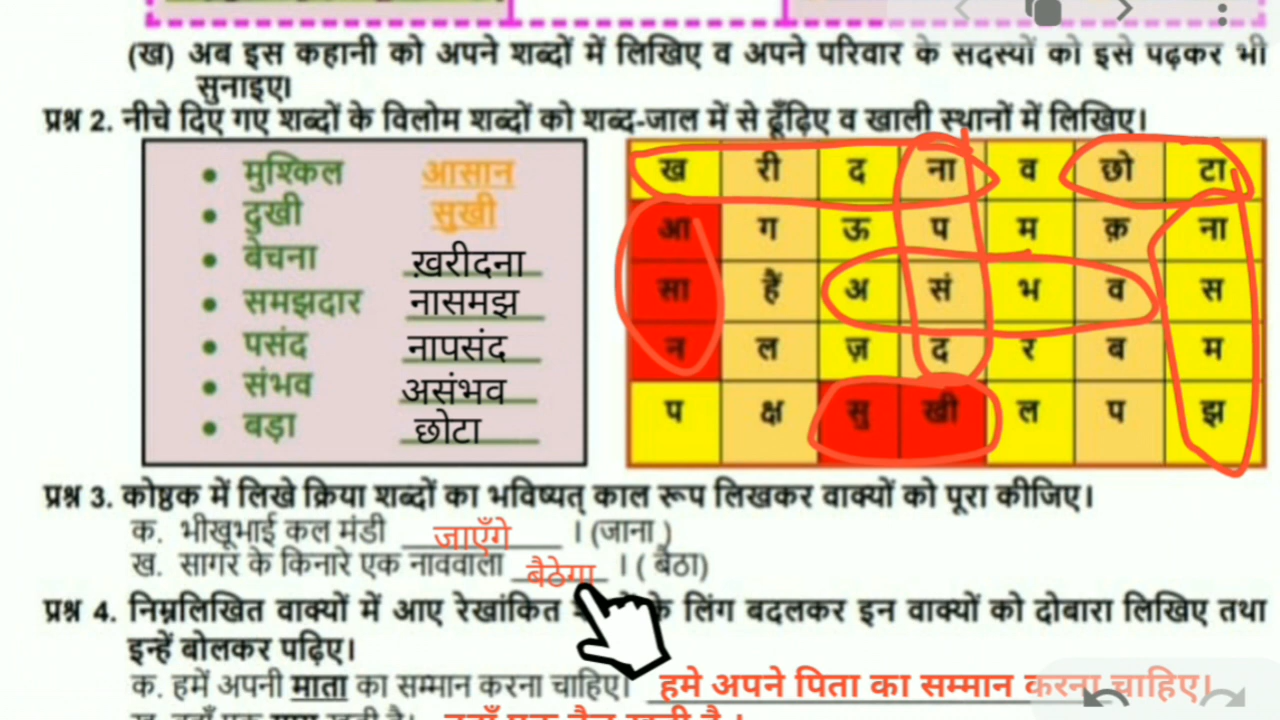 (ख) अब इस कहानी को अपने शब्दों में लिखिए व अपने परिवार के सदस्यों को इसे पढ़कर भी
सुनाइए।
प्रश्न 2. नीचे दिए गए शब्दों के विलोम शब्दों को शब्द-जाल में से ढूँढ़िए व खाली स्थानों में लिखिए।
• मुश्किल आसान
• दुखी सुखी
• बेचना ख़रीदना
• समझदार नासमझ
• पसंद नापसंद
• संभव असंभव
• बड़ा छोटा
ख री द ना व छो टा
आ ग ऊ प म क़ ना
सा हैं अ सं भ व स
न ल ज़ द र ब म
प क्ष सु खी ल प झ
प्रश्न 3. कोष्ठक में लिखे क्रिया शब्दों का भविष्यत् काल रूप लिखकर वाक्यों को पूरा कीजिए।
क. भीखूभाई कल मंडी जाएँगे । (जाना )
ख. सागर के किनारे एक नाववाला बैठेगा । ( बैठा)
प्रश्न 4. निम्नलिखित वाक्यों में आए रेखांकित के लिंग बदलकर इन वाक्यों को दोबारा लिखिए तथा
इन्हें बोलकर पढ़िए।
क. हमें अपनी माता का सम्मान करना चाहिए। हमे अपने पिता का सम्मान करना चाहिए।